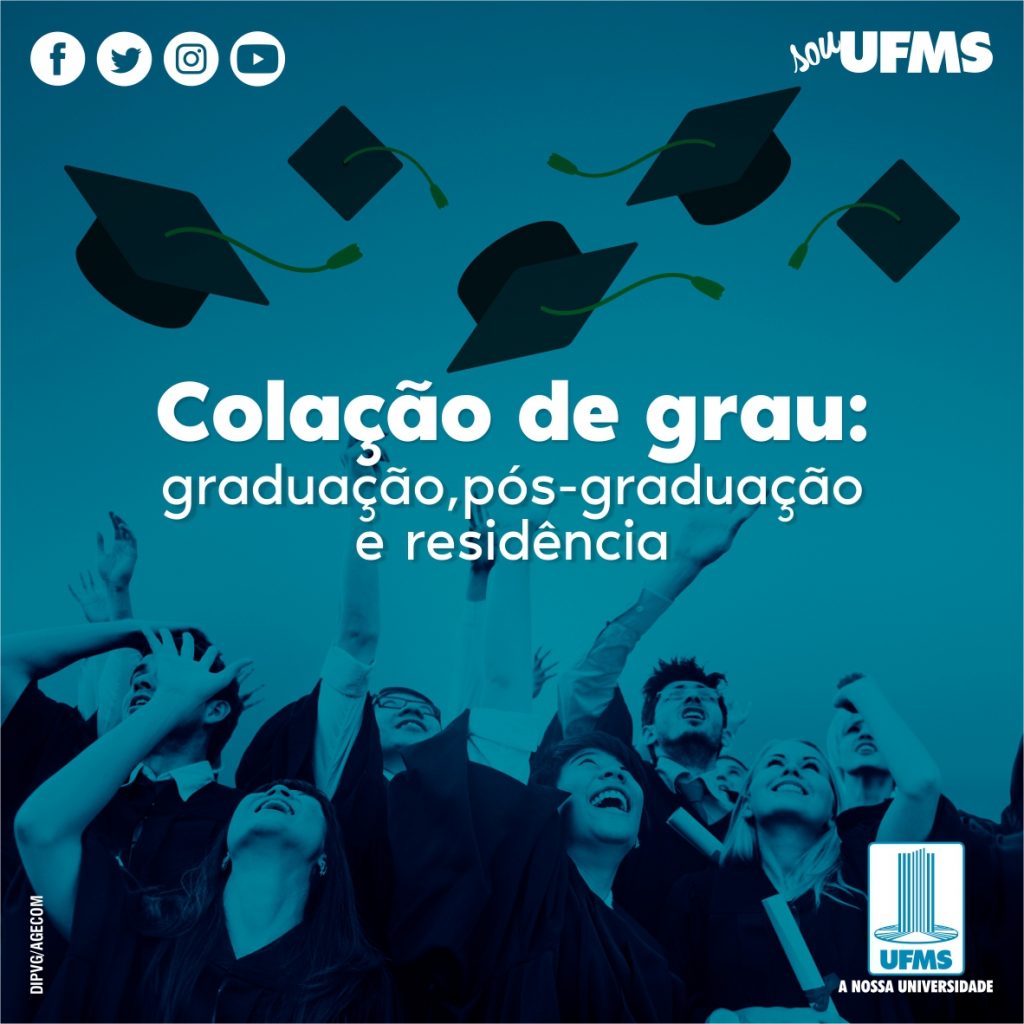 souUFMS
Colação de grau:
graduação,pós-graduação
e residência
DIPVG/AGECOM
UFMS
A NOSSA UNIVERSIDADE